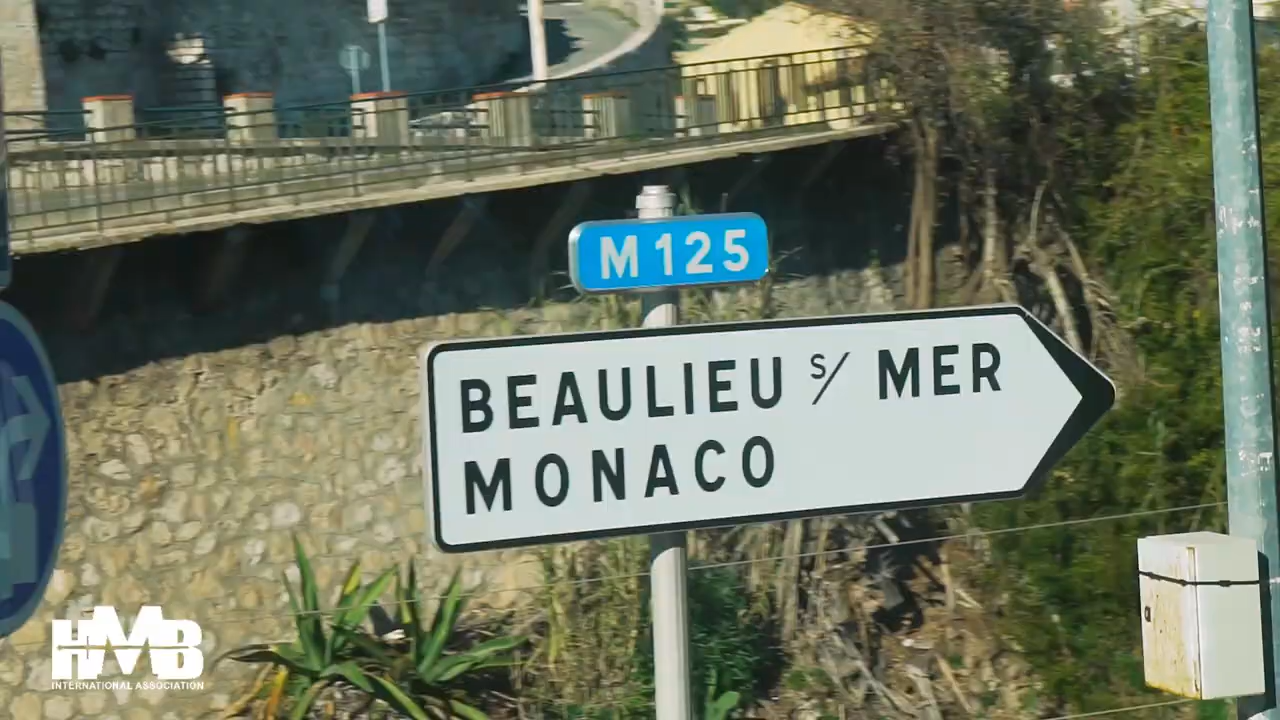 M 125
BEAULIEU s/ MER
MONACO
HMB
INTERNATIONAL ASSOCIATION